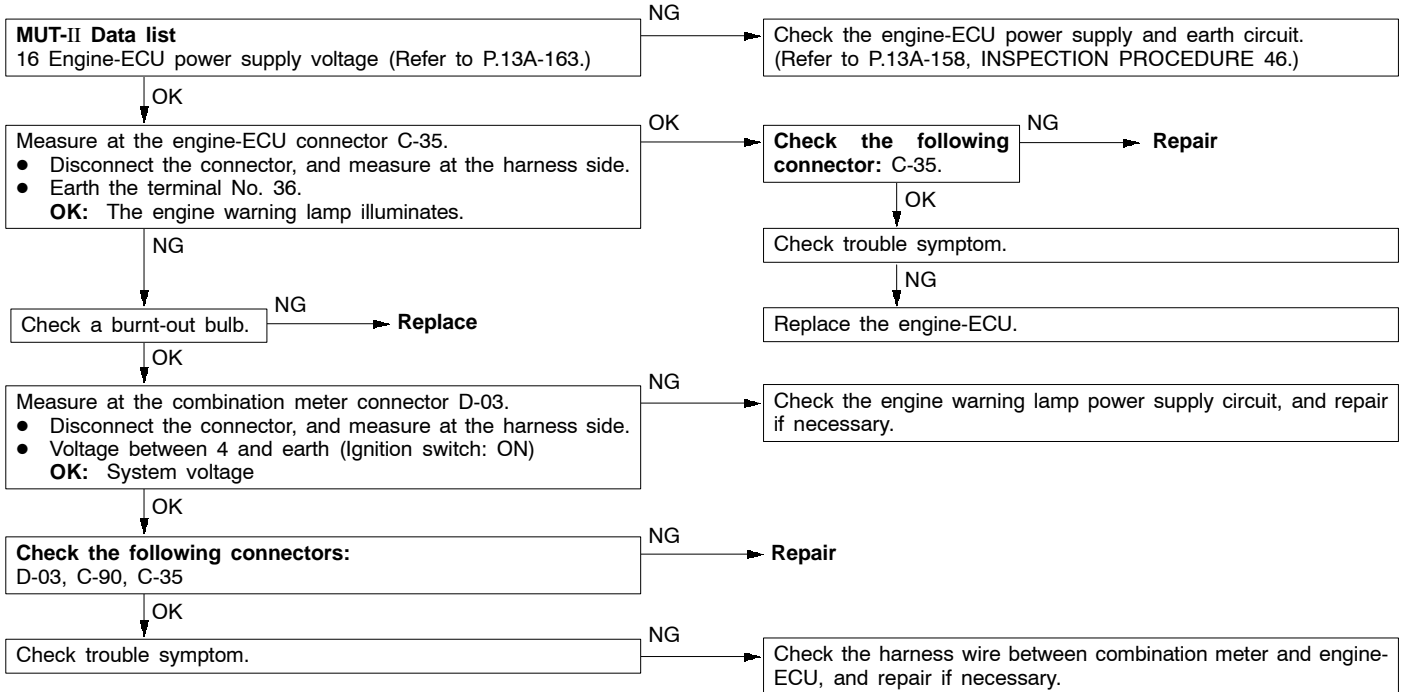 MUT-II Data list
16 Engine-ECU power supply voltage (Refer to P.13A-163.)
NG
Check the engine-ECU power supply and earth circuit.
(Refer to P.13A-158, INSPECTION PROCEDURE 46.)
OK
Measure at the engine-ECU connector C-35.
● Disconnect the connector, and measure at the harness side.
● Earth the terminal No. 36.
OK: The engine warning lamp illuminates.
OK
Check the following
connector: C-35.
NG
Repair
OK
Check trouble symptom.
NG
Replace the engine-ECU.
NG
Check a burnt-out bulb.
NG
Replace
OK
Measure at the combination meter connector D-03.
● Disconnect the connector, and measure at the harness side.
● Voltage between 4 and earth (Ignition switch: ON)
OK: System voltage
NG
Check the engine warning lamp power supply circuit, and repair
if necessary.
OK
Check the following connectors:
D-03, C-90, C-35
NG
Repair
OK
Check trouble symptom.
NG
Check the harness wire between combination meter and engine-
ECU, and repair if necessary.